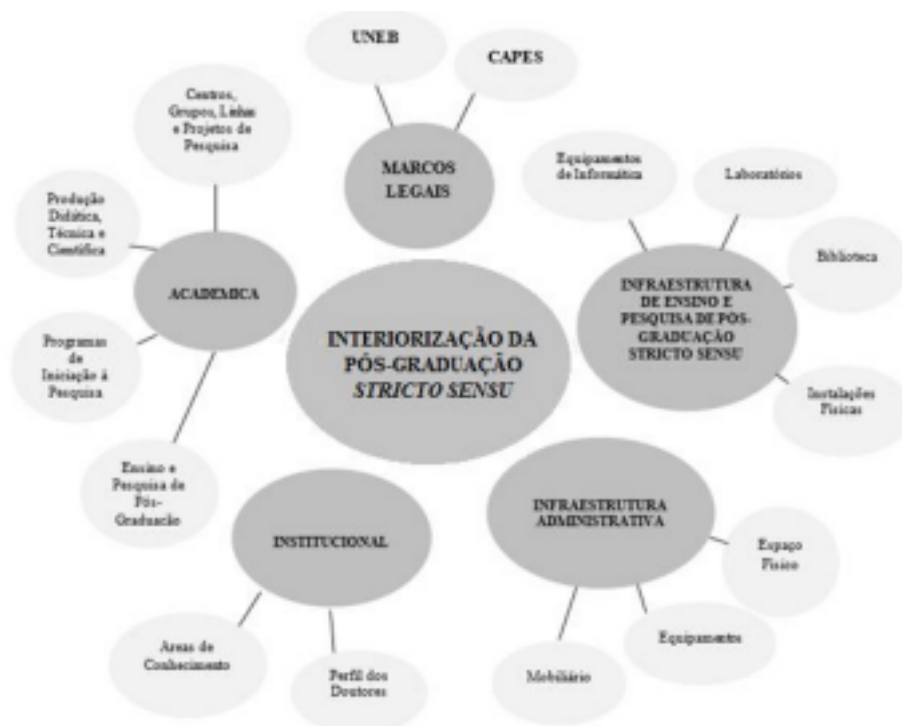 UNEB
CAPES
Centros,
Grupos, Linhas
e Projetos de
Pesquisa
MARCOS
LEGAIS
Equipamentos
de Informática
Laboratórios
Produção
Didática,
Técnica e
Científica
Biblioteca
ACADEMICA
INFRAESTRUTURA
DE ENSINO E
PESQUISA DE PÓS-
GRADUAÇÃO
STRICTO SENSU
INTERIORIZAÇÃO DA
PÓS-GRADUAÇÃO
STRICTO SENSU
Programas
de
Iniciação à
Pesquisa
Instalações
Físicas
Ensino e
Pesquisa de
Pós-
Graduação
INSTITUCIONAL
INFRAESTRUTURA
ADMINISTRATIVA
Espaço
Físico
Areas de
Conhecimento
Perfil dos
Doutores
Mobiliário
Equipamentos